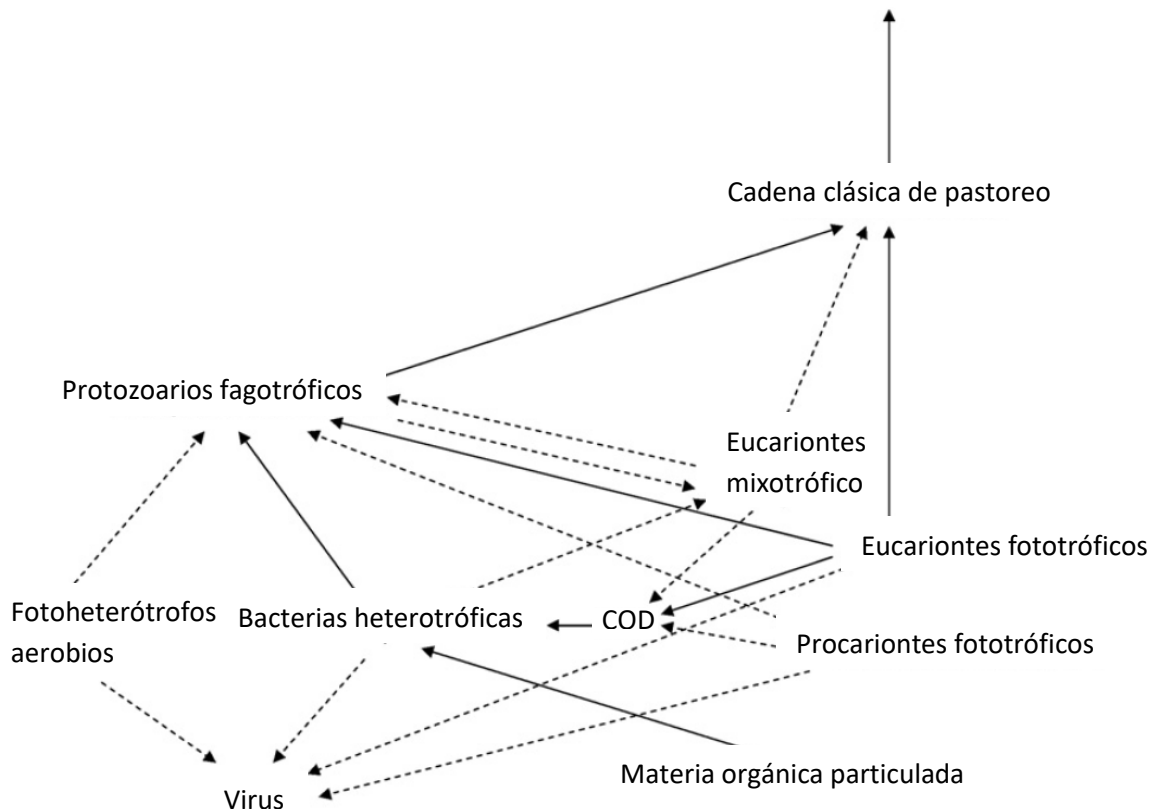 Cadena clásica de pastoreo
Protozoarios fagotróficos
Eucariontes
mixotrófico
Eucariontes fototróficos
Fotoheterótrofos
aerobios
Bacterias heterotróficas
COD
Procariontes fototróficos
Materia orgánica particulada
Virus